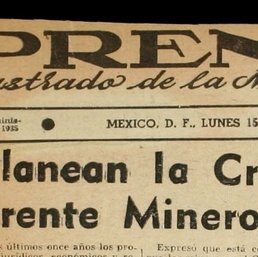 PREN
ustrado de la M
1935 • MEXICO, D. F., LUNES 15
lanean la Cr
rente Minero
s últimos once años los pro-
Expresó que está c